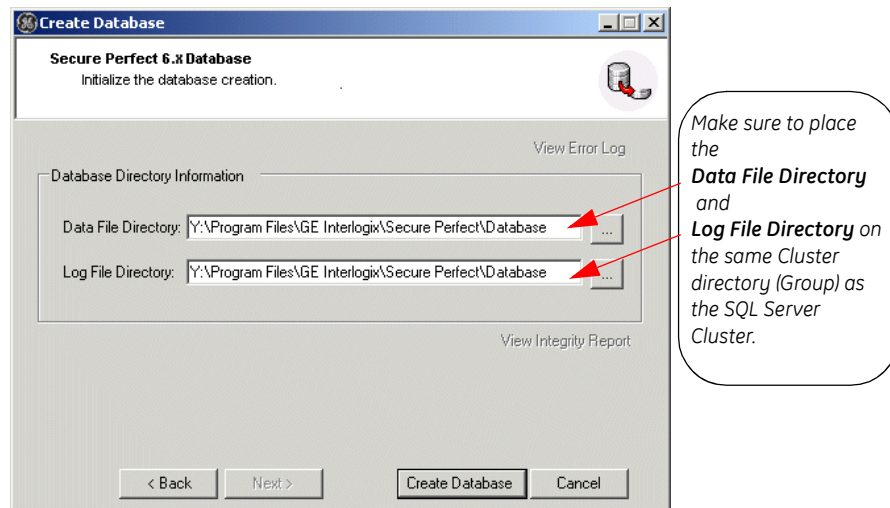 Create Database
Secure Perfect 6.x Database
Initialize the database creation.
View Error Log
Database Directory Information
Data File Directory: Y:\Program Files\GE Interlogix\Secure Perfect\Database ...
Log File Directory: Y:\Program Files\GE Interlogix\Secure Perfect\Database ...
View Integrity Report
< Back Next > Create Database Cancel
Make sure to place
the
Data File Directory
and
Log File Directory on
the same Cluster
directory (Group) as
the SQL Server
Cluster.